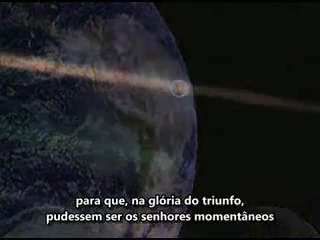 para que, na glória do triunfo,
pudessem ser os senhores momentâneos